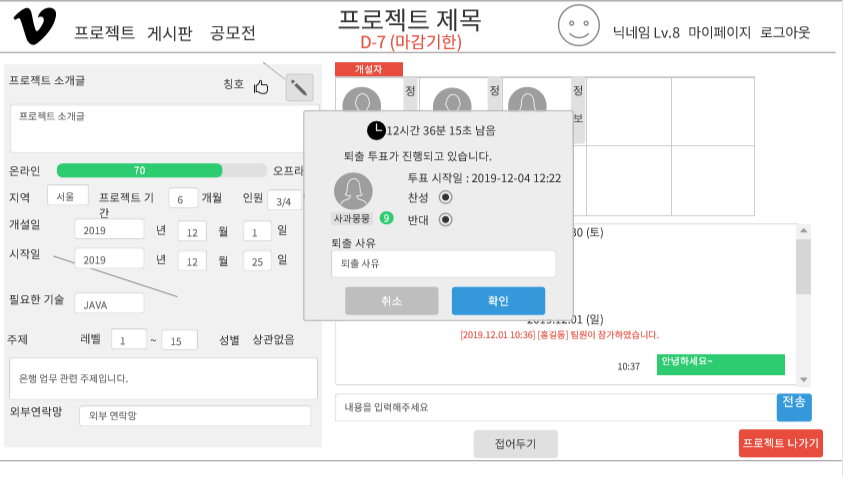 프로젝트 게시판 공모전
프로젝트 제목
D-7 (마감기한)
닉네임 Lv.8 마이페이지 로그아웃
프로젝트 소개글
칭호
프로젝트 소개글
온라인 70 오프라
지역 서울 프로젝트 기간 6 개월 인원 3/4
개설일 2019 년 12 월 1 일
시작일 2019 년 12 월 25 일
필요한 기술 JAVA
주제 레벨 1 ~ 15 성별 상관없음
은행 업무 관련 주제입니다.
외부연락망 외부 연락망
개설자
정 정 정
보
12시간 36분 15초 남음
퇴출 투표가 진행되고 있습니다.
투표 시작일 : 2019-12-04 12:22
찬성
반대
사과뭉뭉 9
퇴출 사유
퇴출 사유
취소 확인
30 (토)
2019.12.01 (일)
[2019.12.01 10:36] [홍길동] 팀원이 참가하였습니다.
10:37 안녕하세요~
내용을 입력해주세요 전송
접어두기 프로젝트 나가기